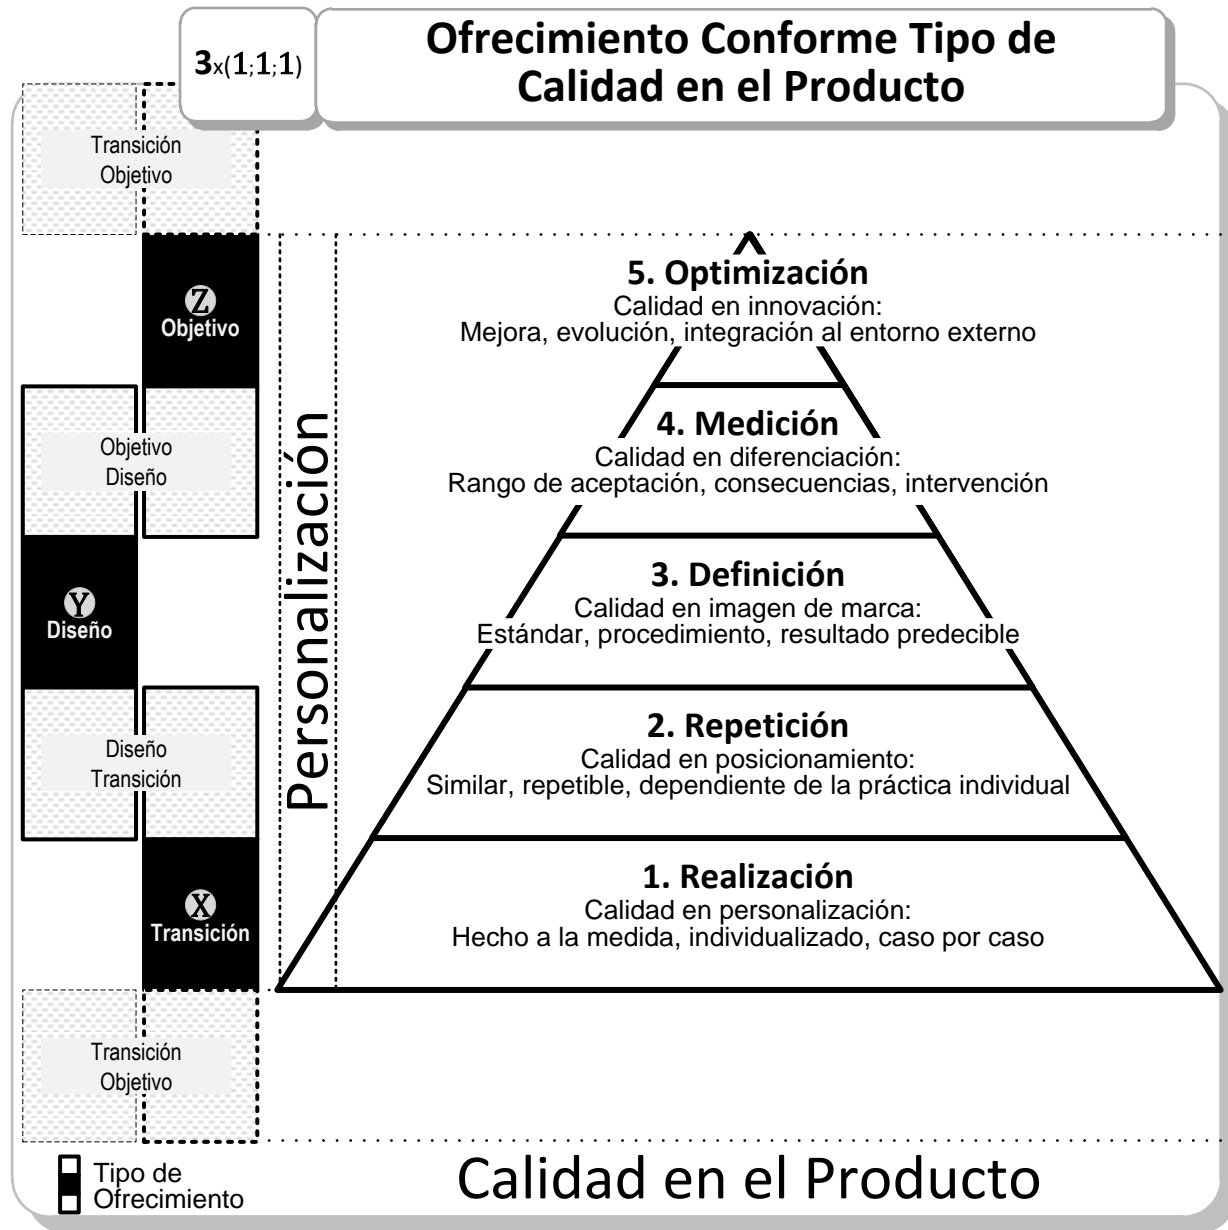 3x(1;1;1)
Ofrecimiento Conforme Tipo de
Calidad en el Producto
Transición
Objetivo
Z
Objetivo
Objetivo
Diseño
Y
Diseño
Diseño
Transición
X
Transición
Transición
Objetivo
Personalización
5. Optimización
Calidad en innovación:
Mejora, evolución, integración al entorno externo
4. Medición
Calidad en diferenciación:
Rango de aceptación, consecuencias, intervención
3. Definición
Calidad en imagen de marca:
Estándar, procedimiento, resultado predecible
2. Repetición
Calidad en posicionamiento:
Similar, repetible, dependiente de la práctica individual
1. Realización
Calidad en personalización:
Hecho a la medida, individualizado, caso por caso
Tipo de
Ofrecimiento
Calidad en el Producto